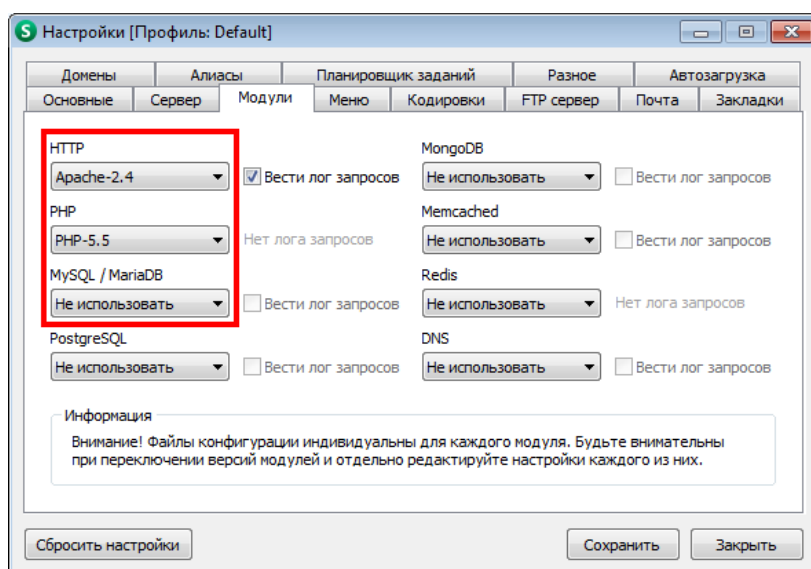 S Настройки [Профиль: Default]
Домены Алиасы Планировщик заданий Разное Автозагрузка
Основные Сервер Модули Меню Кодировки FTP сервер Почта Закладки
HTTP MongoDB
Apache-2.4 Вести лог запросов Не использовать Вести лог запросов
PHP Memcached
PHP-5.5 Нет лога запросов Не использовать Вести лог запросов
MySQL / MariaDB Redis
Не использовать Вести лог запросов Не использовать Нет лога запросов
PostgreSQL DNS
Не использовать Вести лог запросов Не использовать Вести лог запросов
Информация
Внимание! Файлы конфигурации индивидуальны для каждого модуля. Будьте внимательны
при переключении версий модулей и отдельно редактируйте настройки каждого из них.
Сбросить настройки Сохранить Закрыть